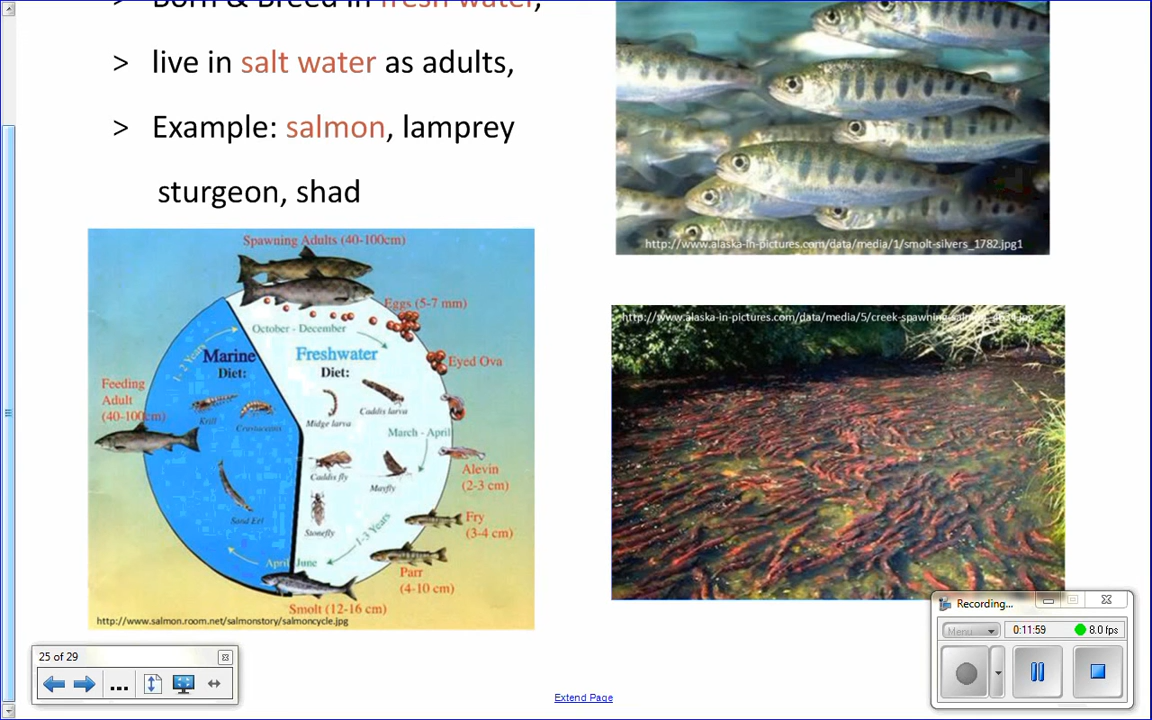 > Born & Breed in fresh water,
> live in salt water as adults,
> Example: salmon, lamprey
sturgeon, shad
http://www.alaska-in-pictures.com/data/media/1/smolt-silvers_1782.jpg1
Spawning Adults (40-100cm)
Eggs (5-7 mm)
October - December
Eyed Ova
Marine
Diet:
Freshwater
Diet:
1-2 Years
Feeding
Adult
(40-100cm)
Krill
Crustaceans
Midge larva
Caddis larva
March - April
Alevin
(2-3 cm)
Caddis fly
Mayfly
Sand Eel
Stonefly
Fry
(3-4 cm)
1-3 Years
Parr
(4-10 cm)
April June
Smolt (12-16 cm)
http://www.salmon.room.net/salmonstory/salmoncycle.jpg
http://www.alaska-in-pictures.com/data/media/5/creek-spawning-
Recording...
Menu
0:11:59
8.0 fps
25 of 29
...
Extend Page